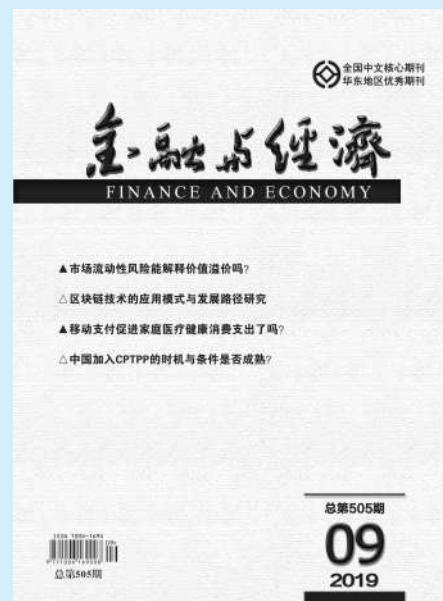 全国中文核心期刊
华东地区优秀期刊
金融与经濟
FINANCE AND ECONOMY
▲市场流动性风险能解释价值溢价吗?
△区块链技术的应用模式与发展路径研究
▲移动支付促进家庭医疗健康消费支出了吗?
△中国加入CPTPP的时机与条件是否成熟?
总第505期
09
2019
总第505期